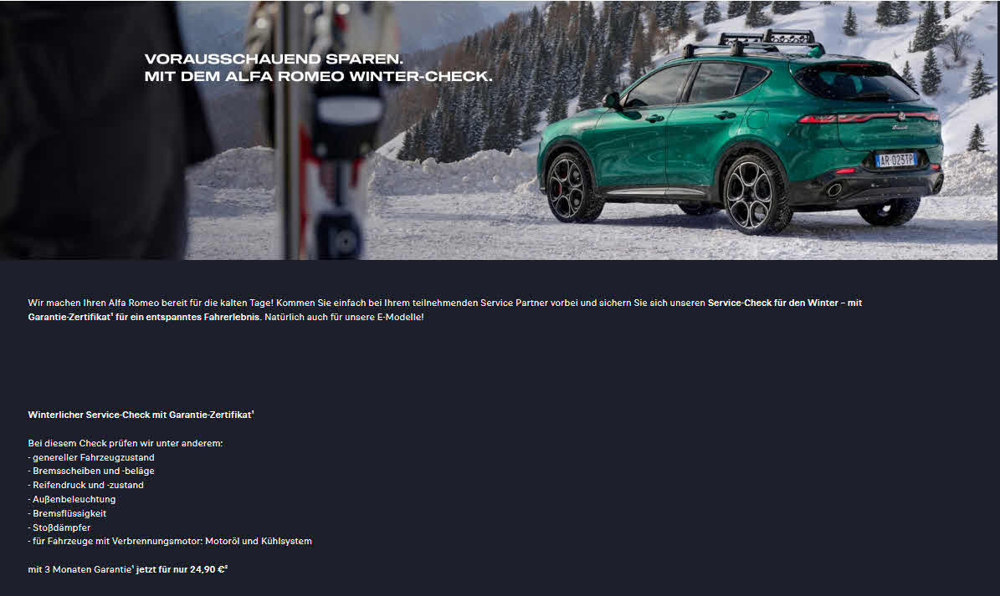 VORAUSSCHAUEND SPAREN.
MIT DEM ALFA ROMEO WINTER-CHECK.
AR 023TP
Wir machen Ihren Alfa Romeo bereit für die kalten Tage! Kommen Sie einfach bei Ihrem teilnehmenden Service Partner vorbei und sichern Sie sich unseren Service-Check für den Winter – mit
Garantie-Zertifikat¹ für ein entspanntes Fahrerlebnis. Natürlich auch für unsere E-Modelle!
Winterlicher Service-Check mit Garantie-Zertifikat¹
Bei diesem Check prüfen wir unter anderem:
- genereller Fahrzeugzustand
- Bremsscheiben und -beläge
- Reifendruck und -zustand
- Außenbeleuchtung
- Bremsflüssigkeit
- Stoßdämpfer
- für Fahrzeuge mit Verbrennungsmotor: Motoröl und Kühlsystem
mit 3 Monaten Garantie¹ jetzt für nur 24,90 €²